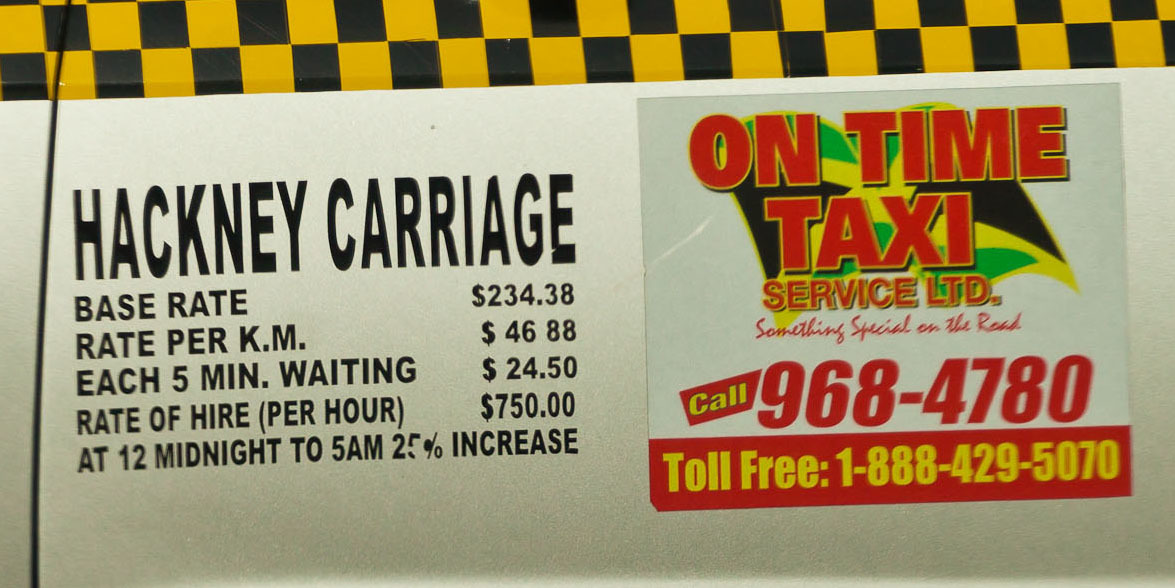 HACKNEY CARRIAGE
BASE RATE $234.38
RATE PER K.M. $ 46 88
EACH 5 MIN. WAITING $ 24.50
RATE OF HIRE (PER HOUR) $750.00
AT 12 MIDNIGHT TO 5AM 25% INCREASE
ON TIME
TAXI
SERVICE LTD.
Something Special on the Road
Call 968-4780
Toll Free: 1-888-429-5070